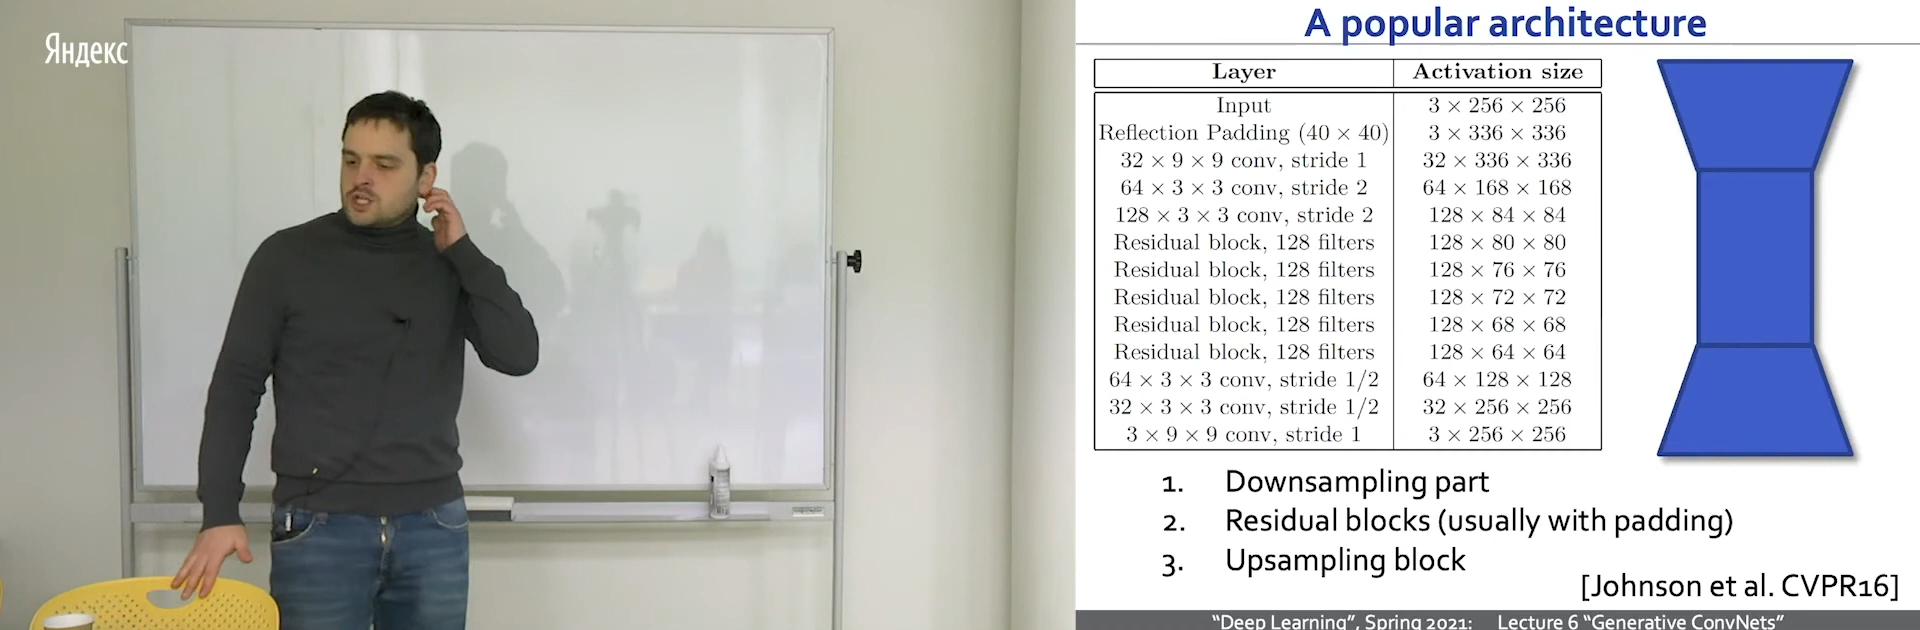 Яндекс
A popular architecture
Layer Activation size
Input 3 × 256 × 256
Reflection Padding (40 × 40) 3 × 336 × 336
32 × 9 × 9 conv, stride 1 32 × 336 × 336
64 × 3 × 3 conv, stride 2 64 × 168 × 168
128 × 3 × 3 conv, stride 2 128 × 84 × 84
Residual block, 128 filters 128 × 80 × 80
Residual block, 128 filters 128 × 76 × 76
Residual block, 128 filters 128 × 72 × 72
Residual block, 128 filters 128 × 68 × 68
Residual block, 128 filters 128 × 64 × 64
64 × 3 × 3 conv, stride 1/2 64 × 128 × 128
32 × 3 × 3 conv, stride 1/2 32 × 256 × 256
3 × 9 × 9 conv, stride 1 3 × 256 × 256
1. Downsampling part
2. Residual blocks (usually with padding)
3. Upsampling block
[Johnson et al. CVPR16]
"Deep Learning", Spring 2021: Lecture 6 "Generative ConvNets"